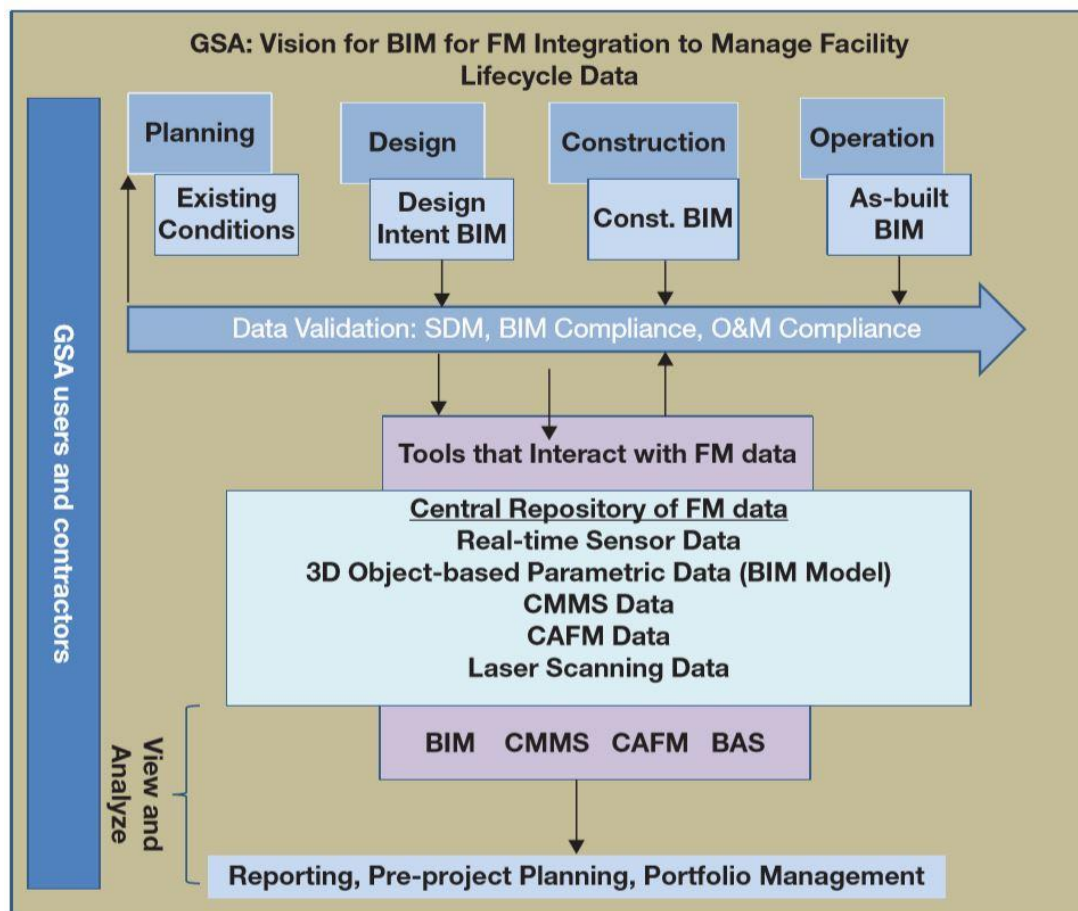 GSA: Vision for BIM for FM Integration to Manage Facility
Lifecycle Data
GSA users and contractors
Planning
Existing
Conditions
Design
Design
Intent BIM
Construction
Const. BIM
Operation
As-built
BIM
Data Validation: SDM, BIM Compliance, O&M Compliance
Tools that Interact with FM data
Central Repository of FM data
Real-time Sensor Data
3D Object-based Parametric Data (BIM Model)
CMMS Data
CAFM Data
Laser Scanning Data
View and
Analyze
BIM CMMS CAFM BAS
Reporting, Pre-project Planning, Portfolio Management